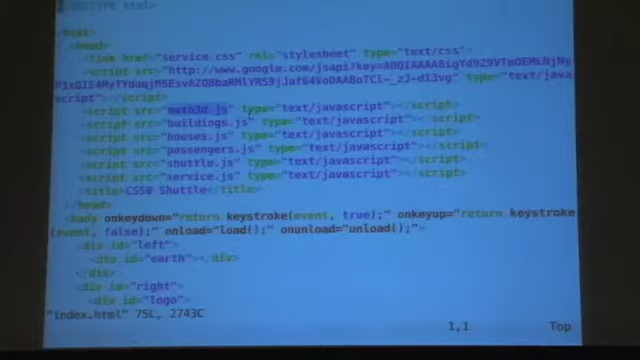 <!DOCTYPE html>
<html>
<head>
<link href="service.css" rel="stylesheet" type="text/css">
<script src="http://www.google.com/jsapi?key=
type="text/java
script"></script>
<script src="math3d.js" type="text/javascript"></script>
<script src="buildings.js" type="text/javascript"></script>
<script src="houses.js" type="text/javascript"></script>
<script src="passengers.js" type="text/javascript"></script>
<script src="shuttle.js" type="text/javascript"></script>
<script src="service.js" type="text/javascript"></script>
<title>CS50 Shuttle</title>
</head>
<body onkeydown="return keystroke(event, true);" onkeyup="return keystroke
(event, false);" onload="load();" onunload="unload();">
<div id="left">
<div id="earth"></div>
</div>
<div id="right">
<div id="logo">
"index.html" 75L, 2743C
1,1 Top